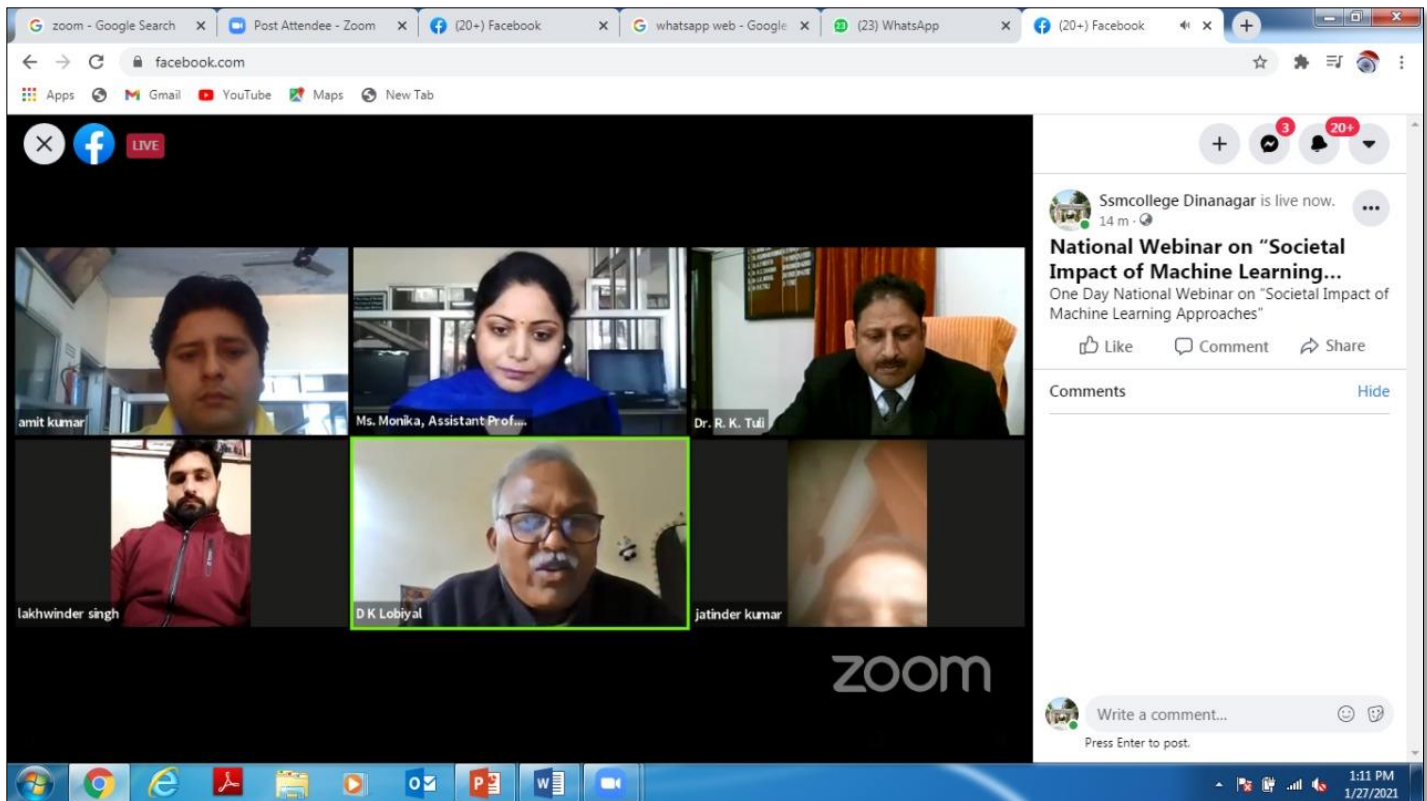 zoom - Google Search
Post Attendee - Zoom
(20+) Facebook
whatsapp web - Google
(23) WhatsApp
(20+) Facebook
facebook.com
Apps
Gmail
YouTube
Maps
New Tab
LIVE
3
20+
Ssmcollege Dinanagar is live now.
14 m
National Webinar on “Societal
Impact of Machine Learning...
One Day National Webinar on "Societal Impact of
Machine Learning Approaches"
Like
Comment
Share
Comments
Hide
amit kumar
Ms. Monika, Assistant Prof....
Dr. R. K. Tuli
lakhwinder singh
D K Lobiyal
jatinder kumar
zoom
Write a comment...
Press Enter to post.
1:11 PM
1/27/2021